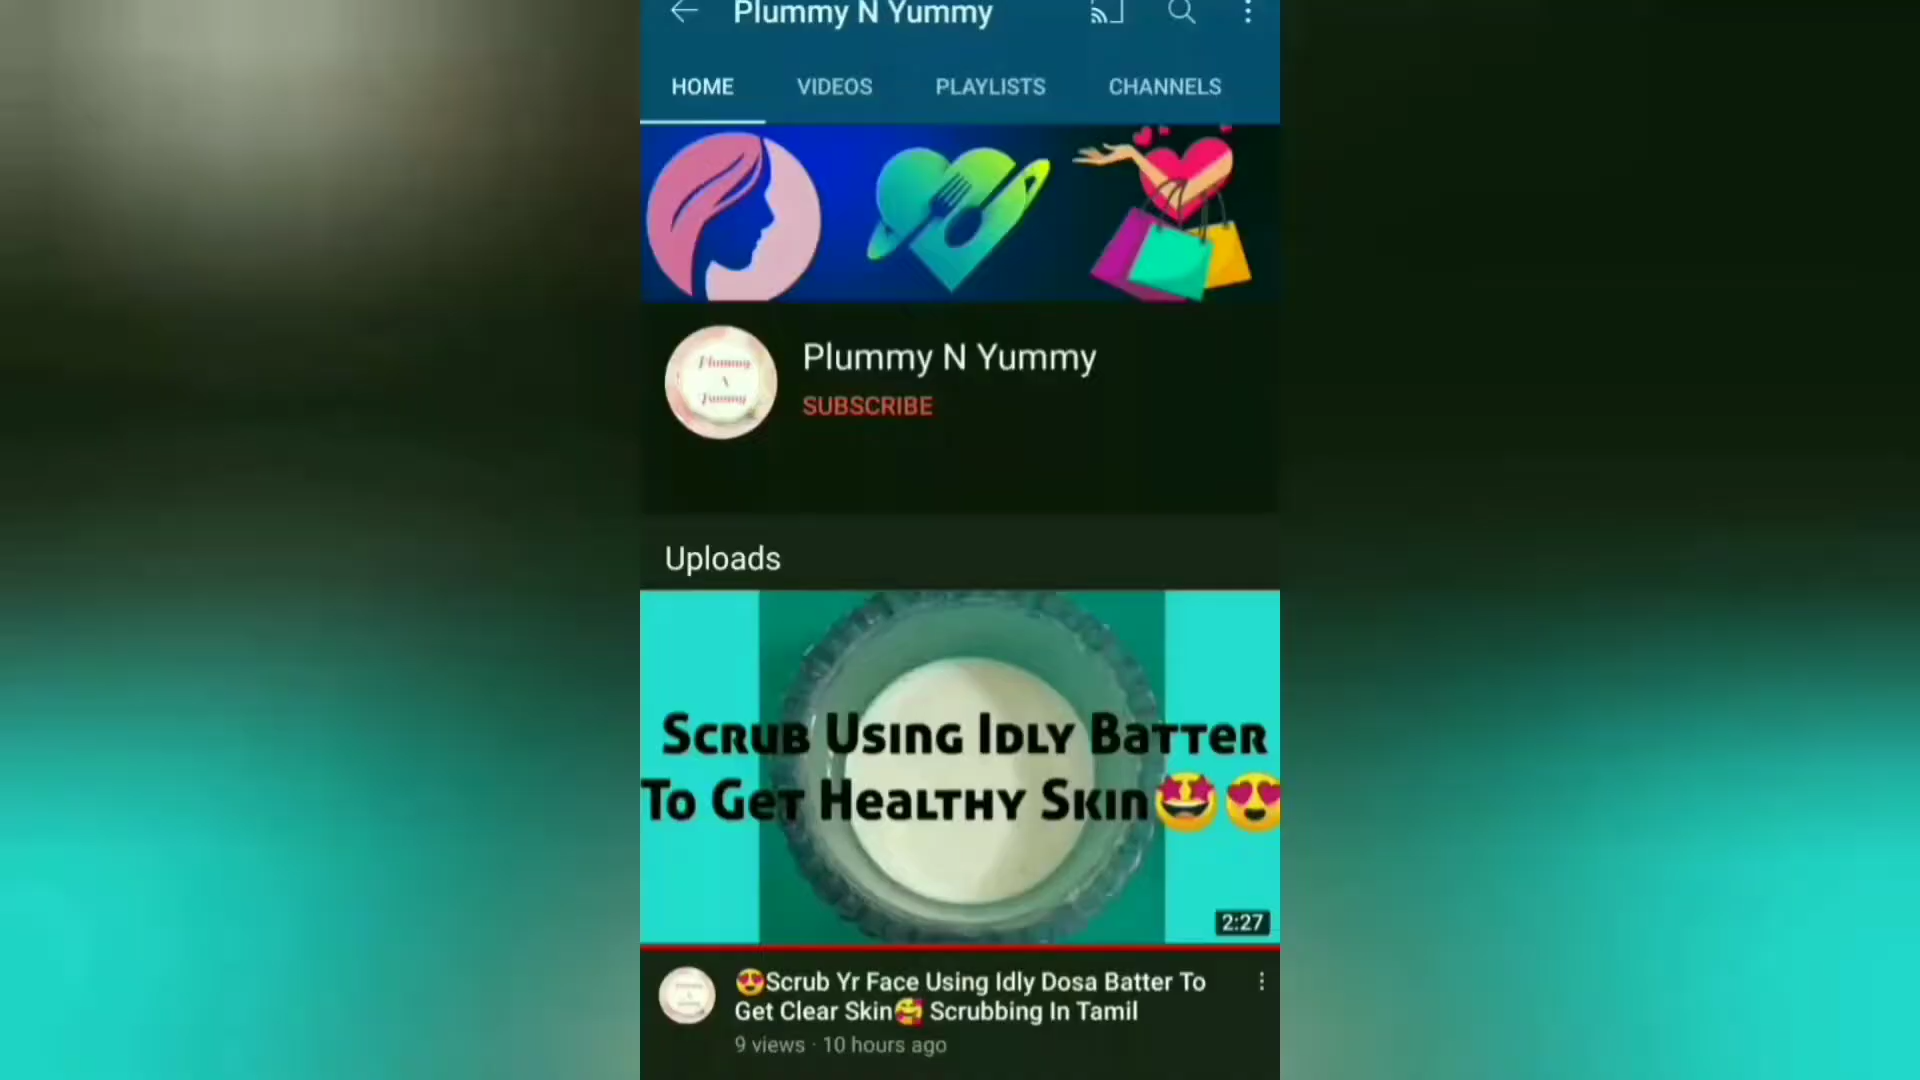 Plummy N Yummy
HOME VIDEOS PLAYLISTS CHANNELS
Plummy
N
Yummy
Plummy N Yummy
SUBSCRIBE
Uploads
Scrub Using Idly Batter
To Get Healthy Skin🤩😍
2:27
😍Scrub Yr Face Using Idly Dosa Batter To
Get Clear Skin🥰 Scrubbing In Tamil
9 views · 10 hours ago